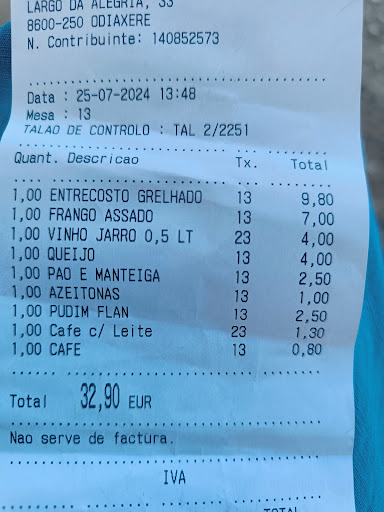 LARGO DA ALEGRIA, 33
8600-250 ODIAXERE
N. Contribuinte: 140852573
Data : 25-07-2024 13:48
Mesa : 13
TALAO DE CONTROLO : TAL 2/2251
Quant. Descricao Tx. Total
1,00 ENTRECOSTO GRELHADO 13 9,80
1,00 FRANGO ASSADO 13 7,00
1,00 VINHO JARRO 0,5 LT 23 4,00
1,00 QUEIJO 13 4,00
1,00 PAO E MANTEIGA 13 2,50
1,00 AZEITONAS 13 1,00
1,00 PUDIM FLAN 13 2,50
1,00 Cafe c/ Leite 23 1,30
1,00 CAFE 13 0,80
Total 32,90 EUR
Nao serve de factura.
IVA
TOTAL